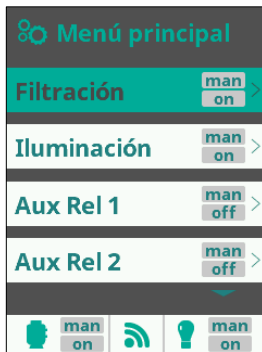 Menú principal
Filtración man on
Iluminación man on
Aux Rel 1 man off
Aux Rel 2 man off
man on man on